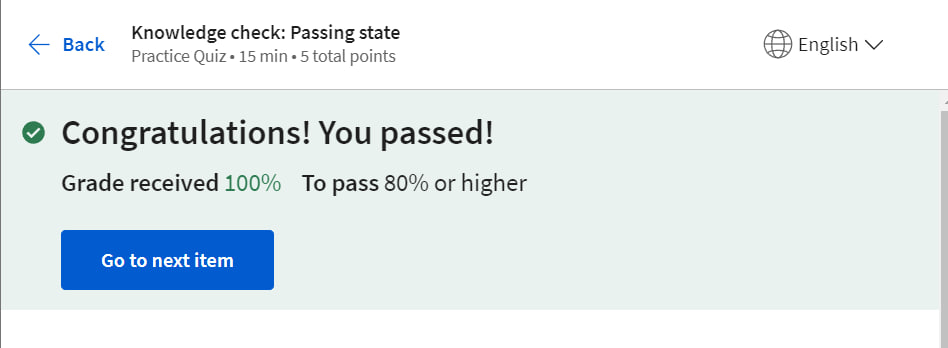 Back
Knowledge check: Passing state
Practice Quiz • 15 min • 5 total points
English
Congratulations! You passed!
Grade received 100% To pass 80% or higher
Go to next item